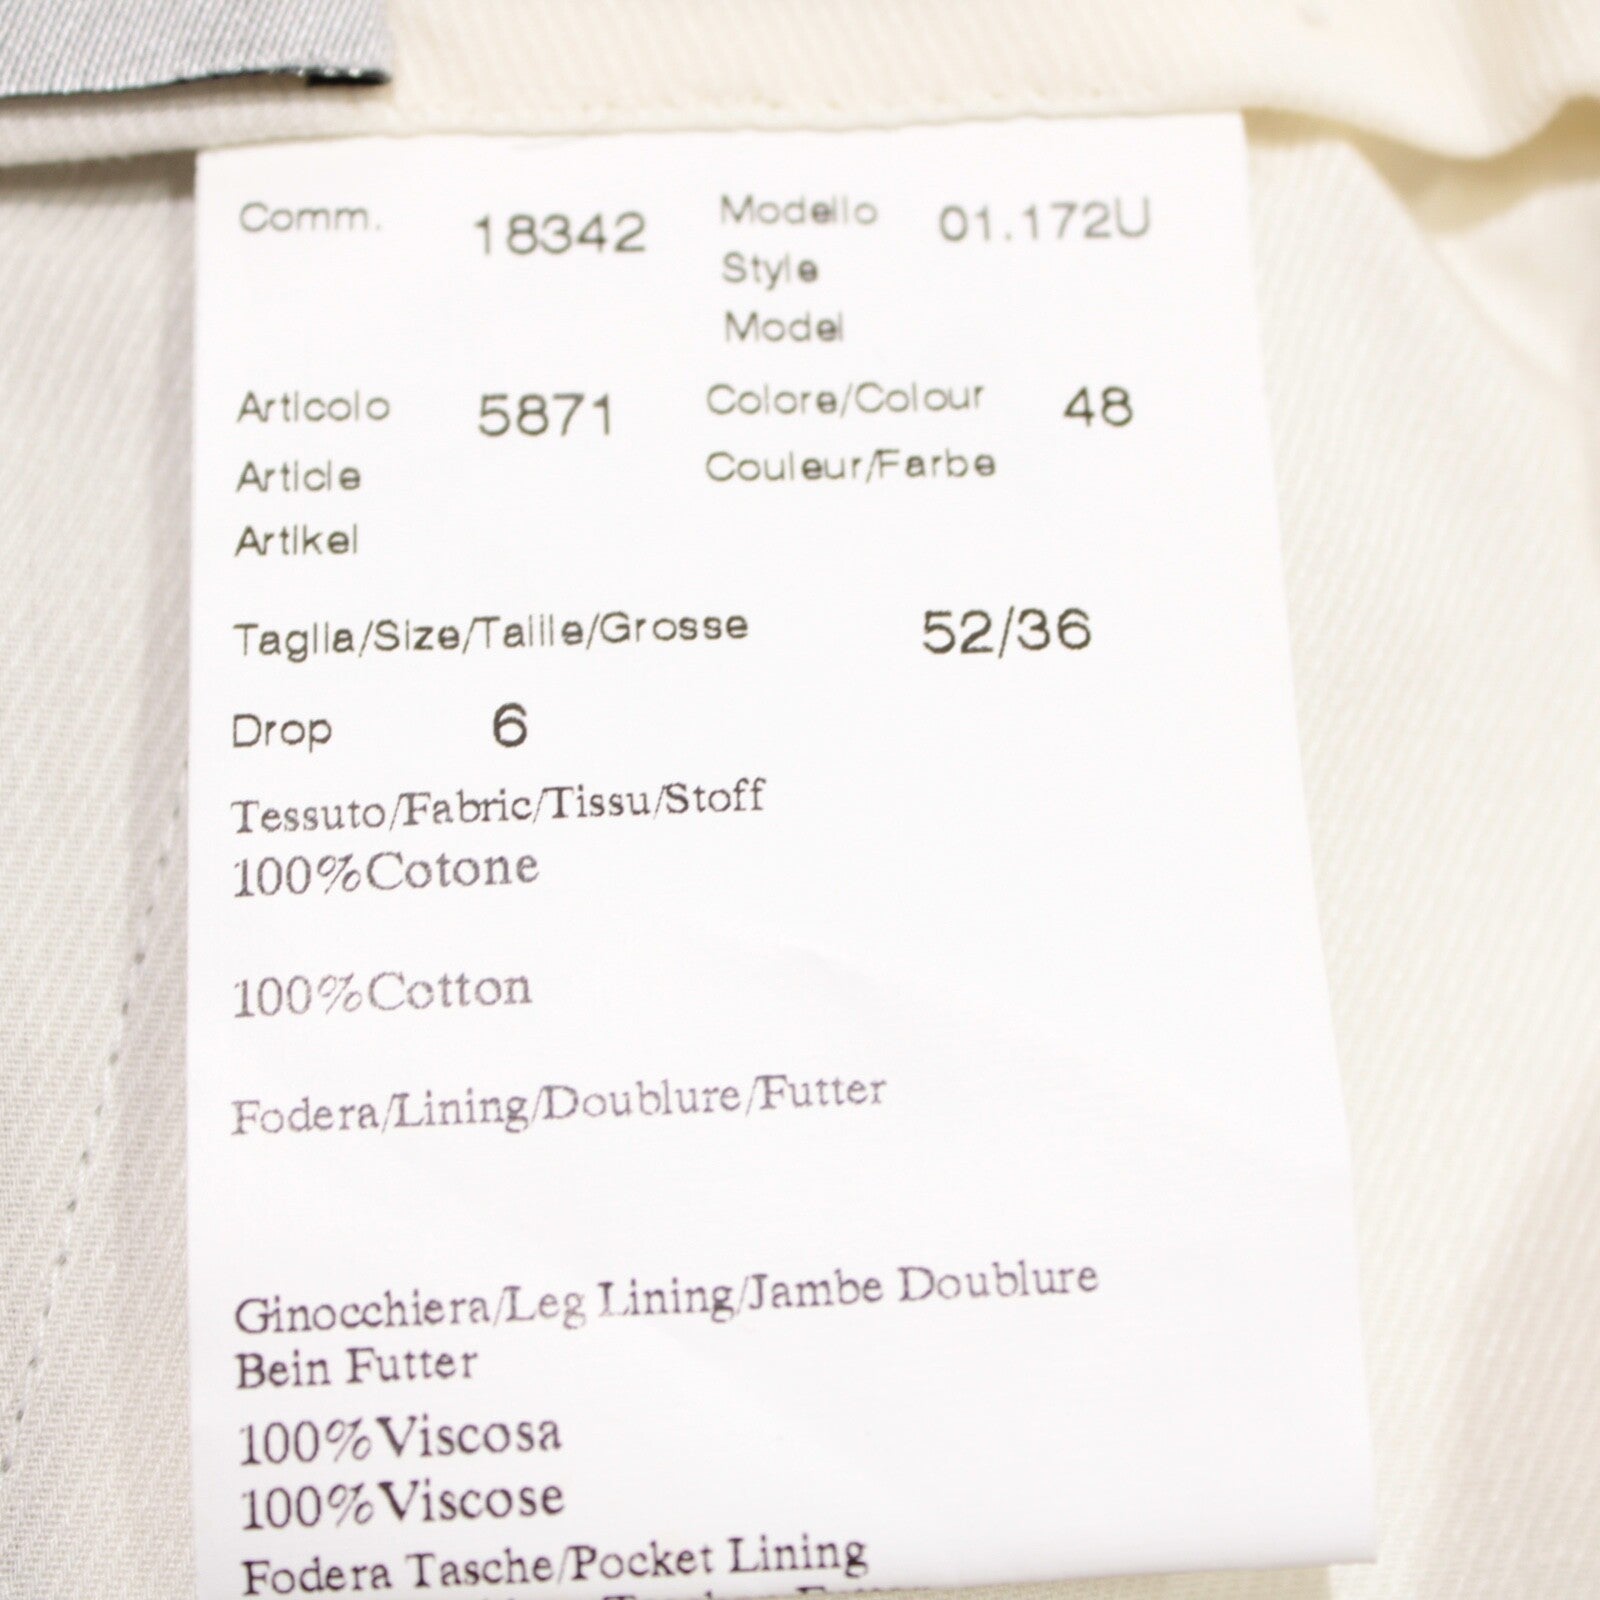 Comm. 18342 Modello 01.172U
Style
Model
Articolo 5871 Colore/Colour 48
Article Couleur/Farbe
Artikel
Taglia/Size/Taille/Grosse 52/36
Drop 6
Tessuto/Fabric/Tissu/Stoff
100%Cotone
100%Cotton
Fodera/Lining/Doublure/Futter
Ginocchiera/Leg Lining/Jambe Doublure
Bein Futter
100%Viscosa
100%Viscose
Fodera Tasche/Pocket Lining